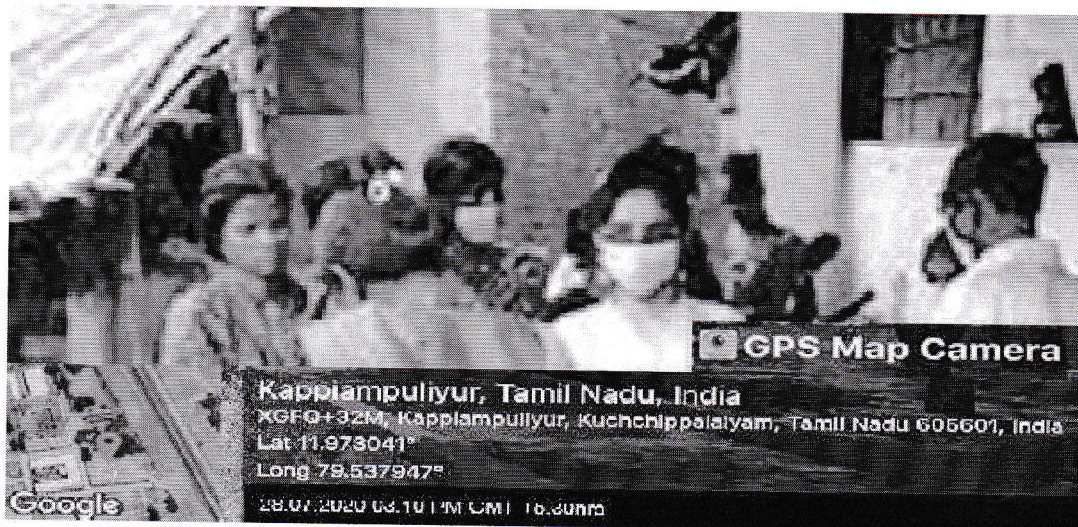 GPS Map Camera
Kappiampuliyur, Tamil Nadu, India
XGFQ+32M, Kappiampuliyur, Kuchchippalaiyam, Tamil Nadu 605601, India
Lat 11.973041°
Long 79.537947°
Google
28.07.2020 03:10 PM GMT